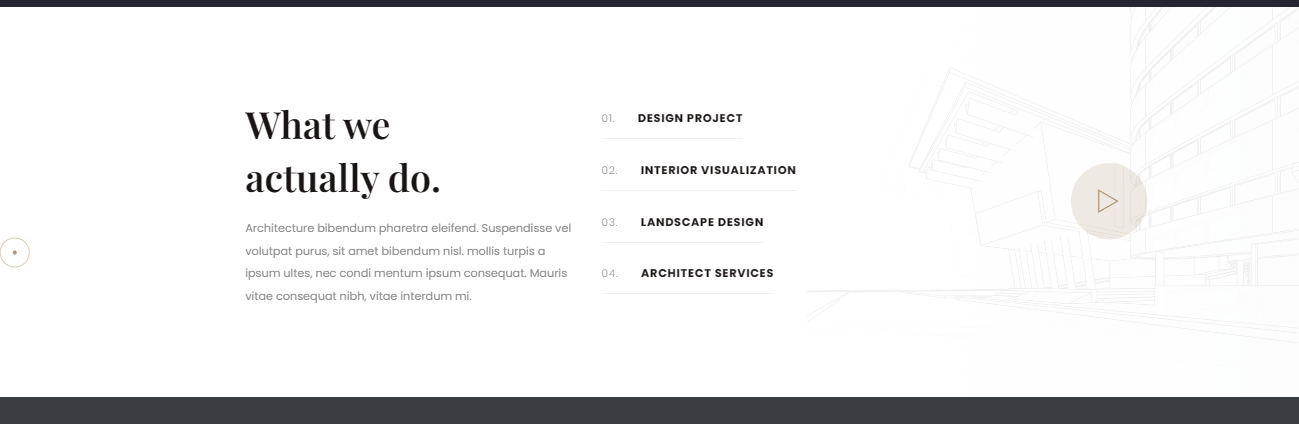 What we
actually do.
Architecture bibendum pharetra eleifend. Suspendisse vel
volutpat purus, sit amet bibendum nisl. mollis turpis a
ipsum ultes, nec condi mentum ipsum consequat. Mauris
vitae consequat nibh, vitae interdum mi.
01. DESIGN PROJECT
02. INTERIOR VISUALIZATION
03. LANDSCAPE DESIGN
04. ARCHITECT SERVICES